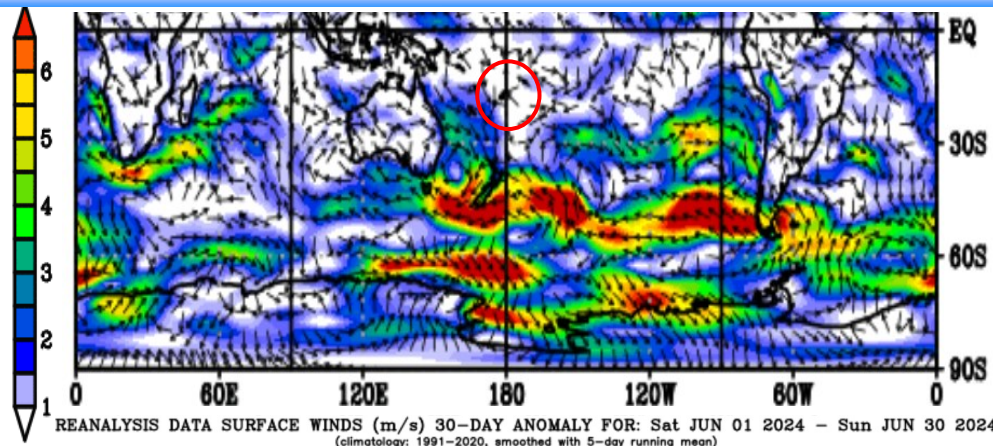 6
5
4
3
2
1
EQ
30S
60S
90S
0 60E 120E 180 120W 60W 0
REANALYSIS DATA SURFACE WINDS (m/s) 30-DAY ANOMALY FOR: Sat JUN 01 2024 - Sun JUN 30 2024
(climatology: 1991-2020, smoothed with 5-day running mean)